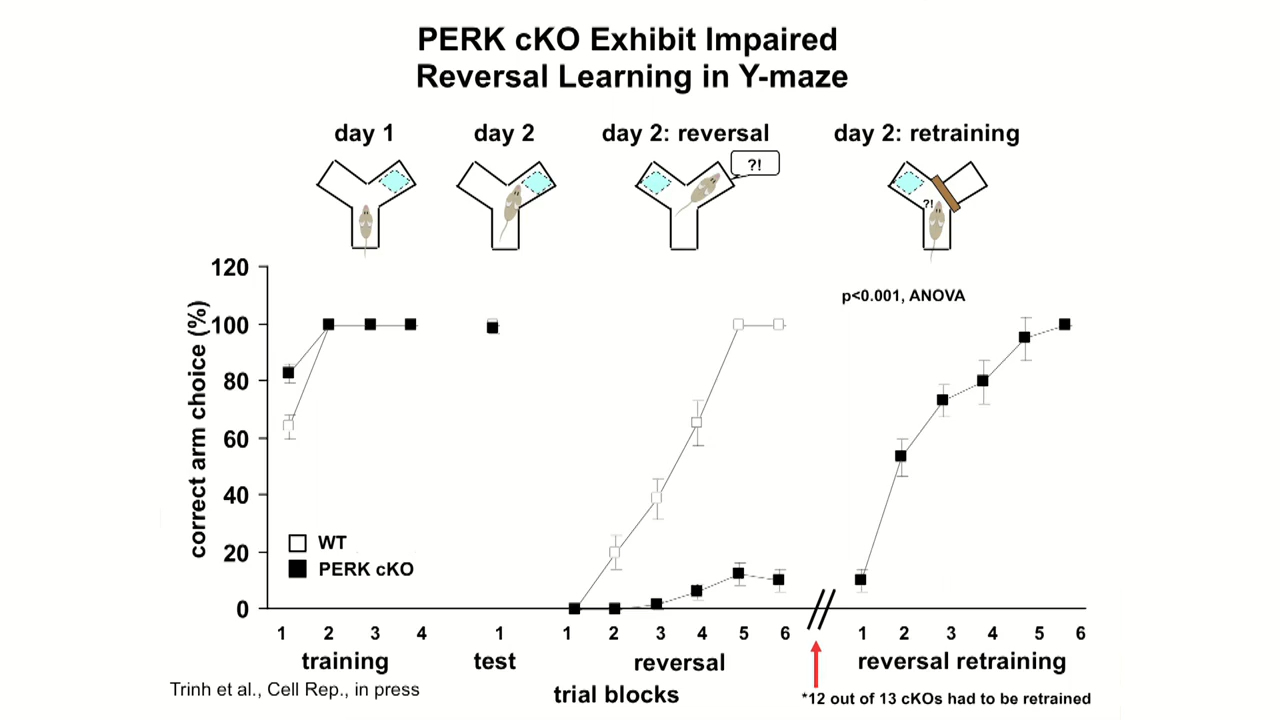 PERK cKO Exhibit Impaired
Reversal Learning in Y-maze
day 1
day 2
day 2: reversal
day 2: retraining
?!
?!
p<0.001, ANOVA
correct arm choice (%)
120
100
80
60
40
20
0
WT
PERK cKO
1 2 3 4 1 1 2 3 4 5 6 1 2 3 4 5 6
training test reversal reversal retraining
trial blocks
*12 out of 13 cKOs had to be retrained
Trinh et al., Cell Rep., in press